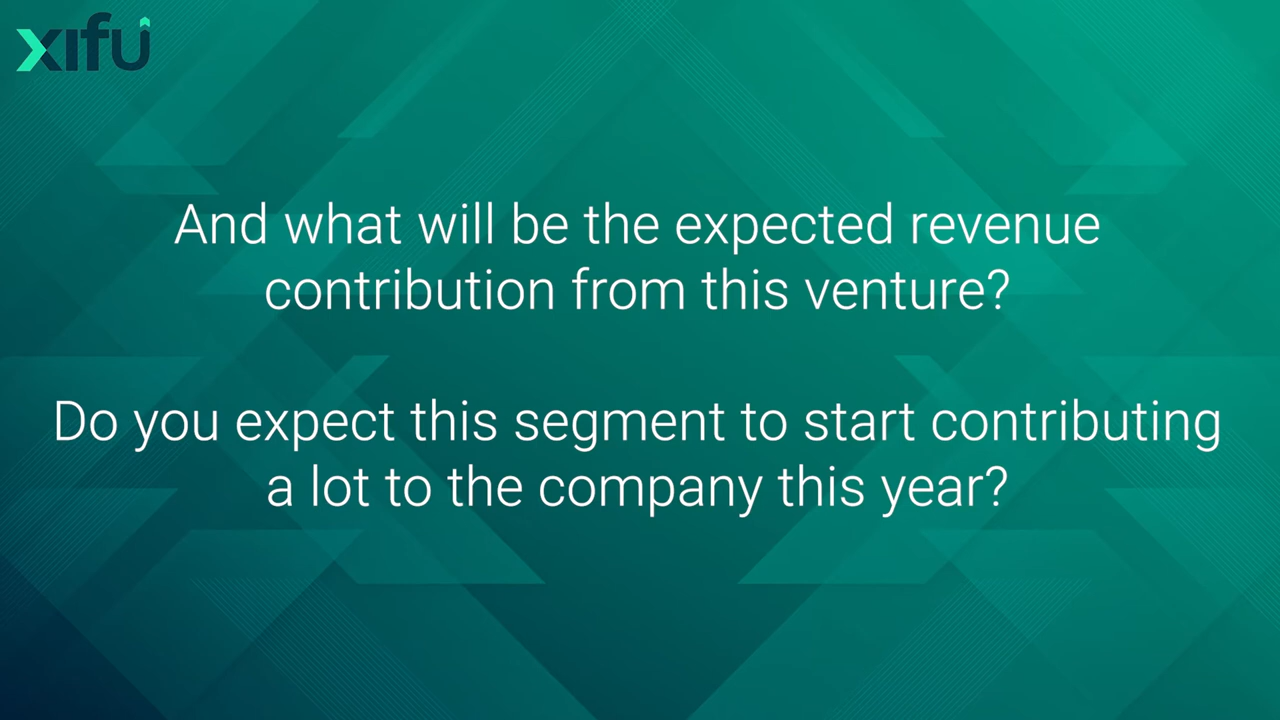 xifu
And what will be the expected revenue
contribution from this venture?
Do you expect this segment to start contributing
a lot to the company this year?